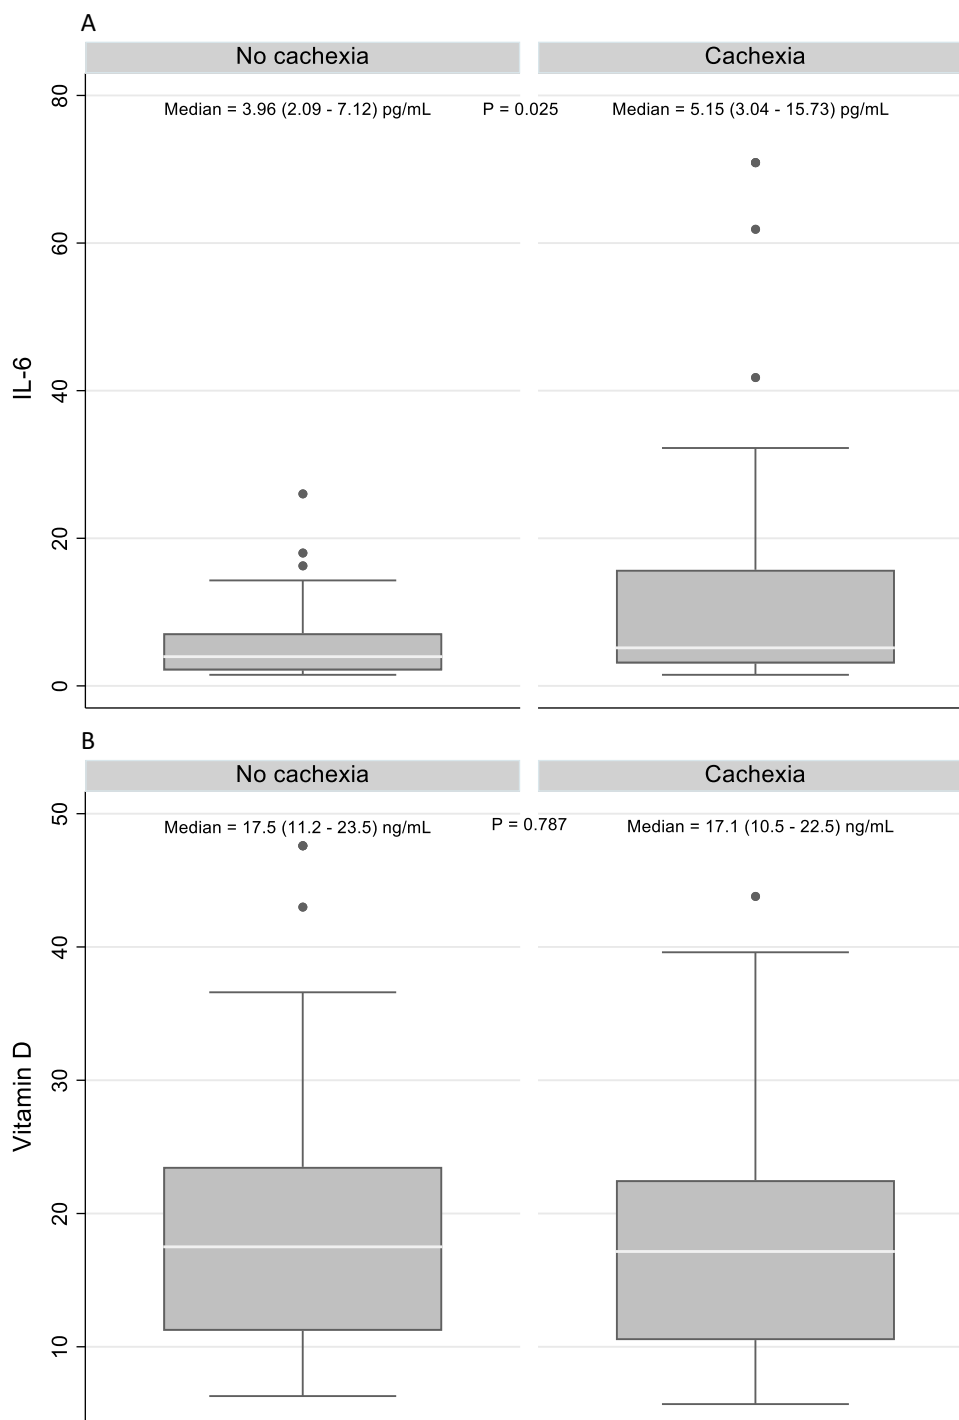 A
No cachexia
Cachexia
Median = 3.96 (2.09 - 7.12) pg/mL
P = 0.025
Median = 5.15 (3.04 - 15.73) pg/mL
80
60
40
20
0
IL-6
B
No cachexia
Cachexia
Median = 17.5 (11.2 - 23.5) ng/mL
P = 0.787
Median = 17.1 (10.5 - 22.5) ng/mL
50
40
30
20
10
Vitamin D